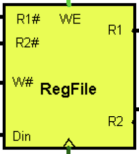 R1# WE R1
R2#
W# RegFile
R2
Din